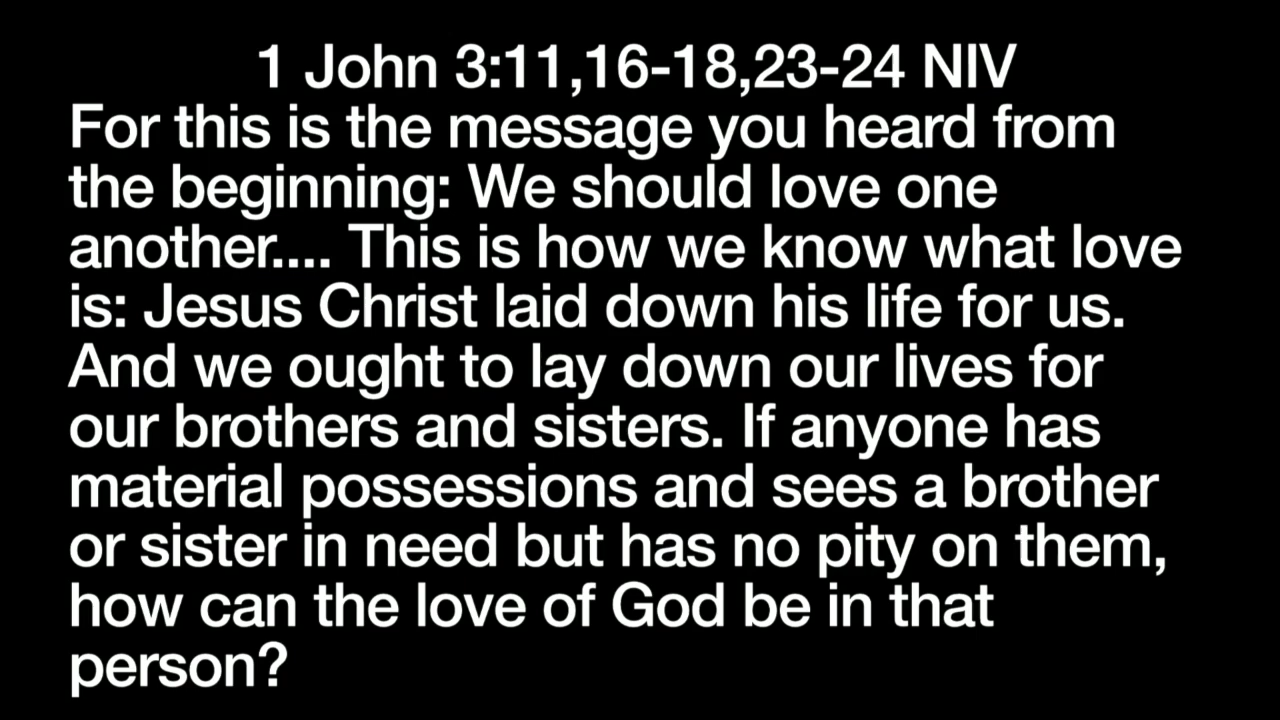 1 John 3:11,16-18,23-24 NIV
For this is the message you heard from
the beginning: We should love one
another.... This is how we know what love
is: Jesus Christ laid down his life for us.
And we ought to lay down our lives for
our brothers and sisters. If anyone has
material possessions and sees a brother
or sister in need but has no pity on them,
how can the love of God be in that
person?